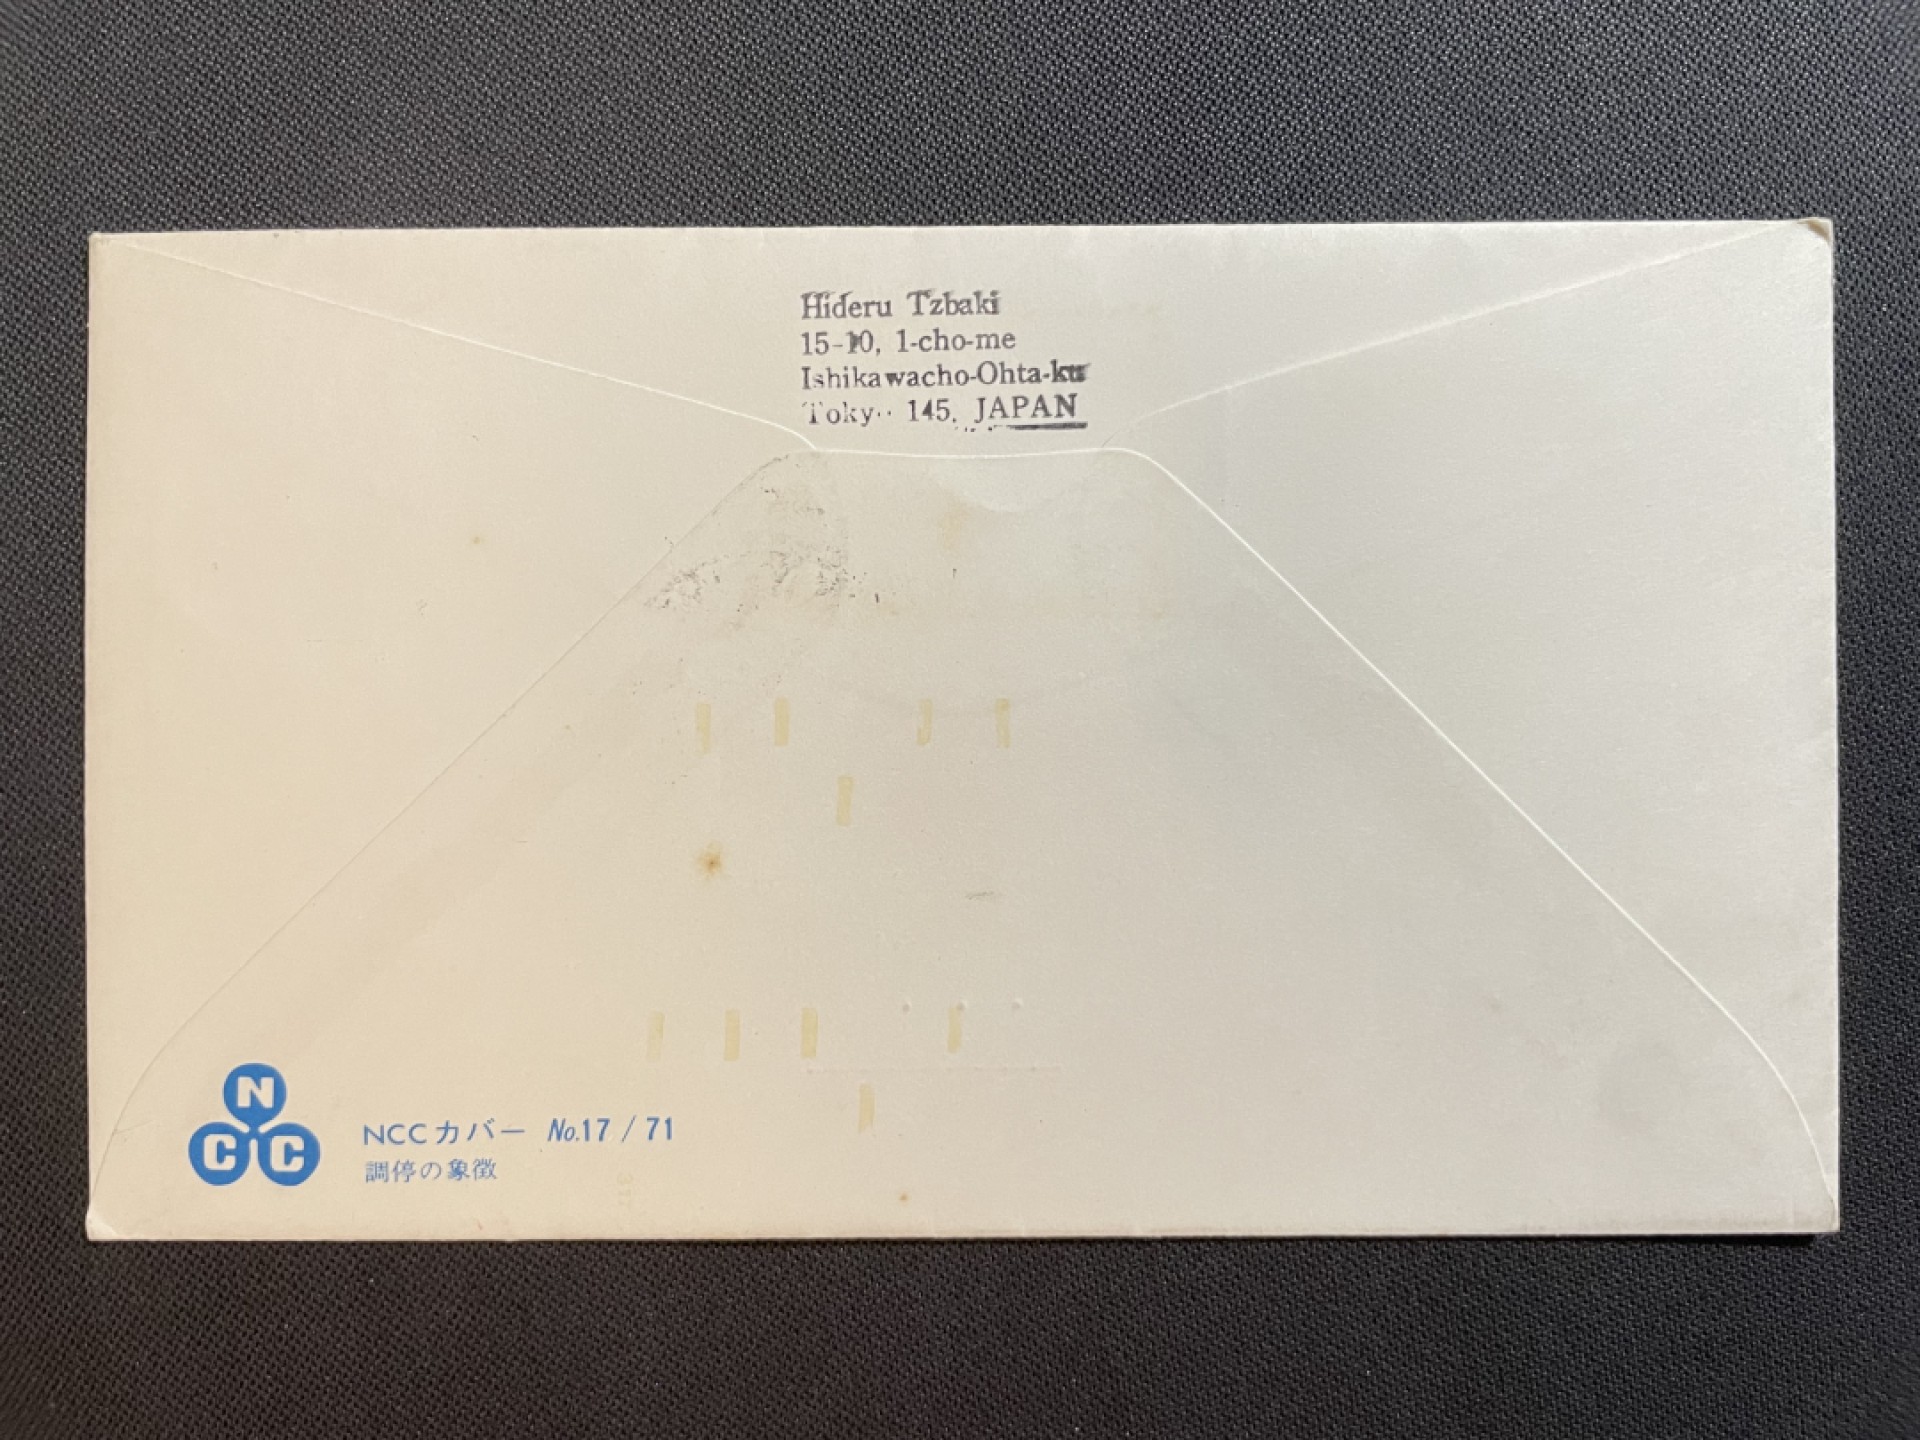 Hideru Tzbaki
15-10, 1-cho-me
Ishikawacho-Ohta-ku
Toky 145, JAPAN
N
CC
NCCカバー No.17 / 71
調停の象徴